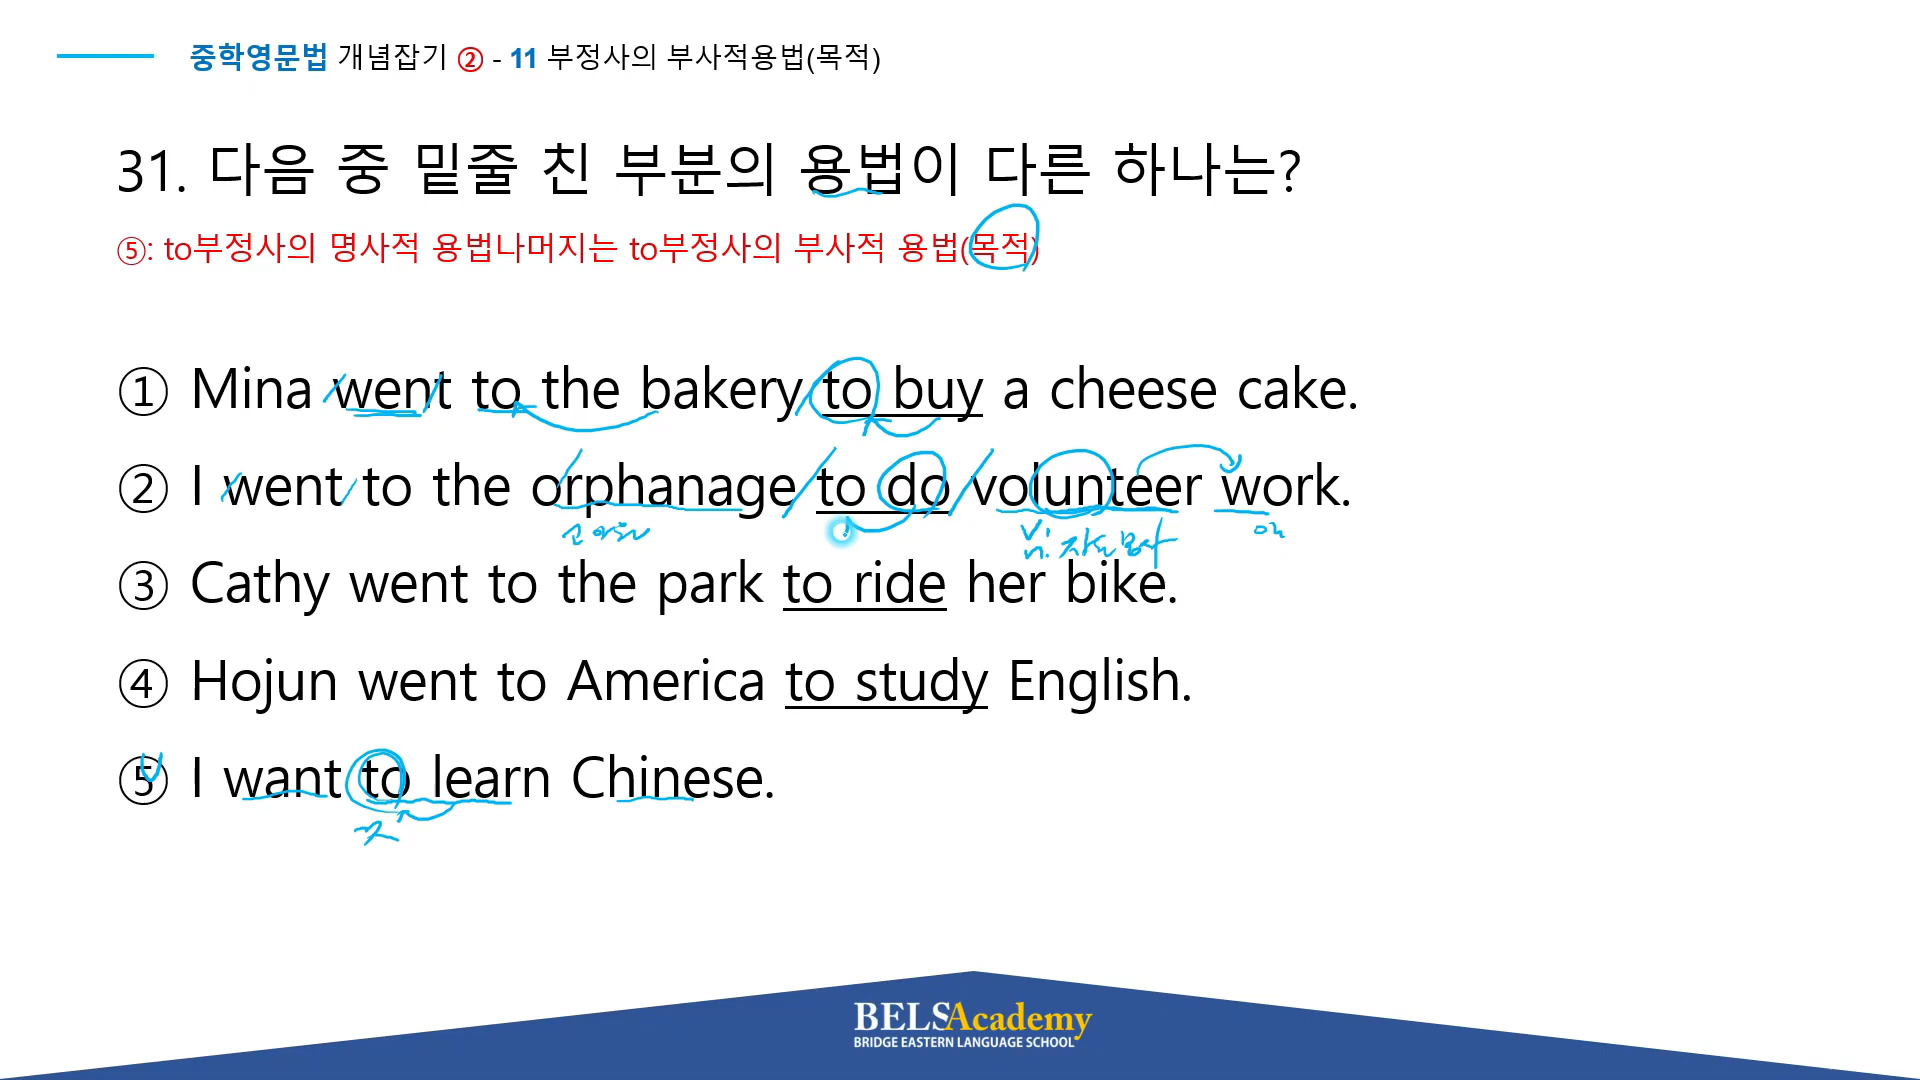 중학영문법 개념잡기 ② - 11 부정사의 부사적용법(목적)
31. 다음 중 밑줄 친 부분의 용법이 다른 하나는?
⑤: to부정사의 명사적 용법나머지는 to부정사의 부사적 용법(목적)
① Mina went to the bakery to buy a cheese cake.
② I went to the orphanage to do volunteer work.
③ Cathy went to the park to ride her bike.
④ Hojun went to America to study English.
⑤ I want to learn Chinese.
BELSAcademy
BRIDGE EASTERN LANGUAGE SCHOOL